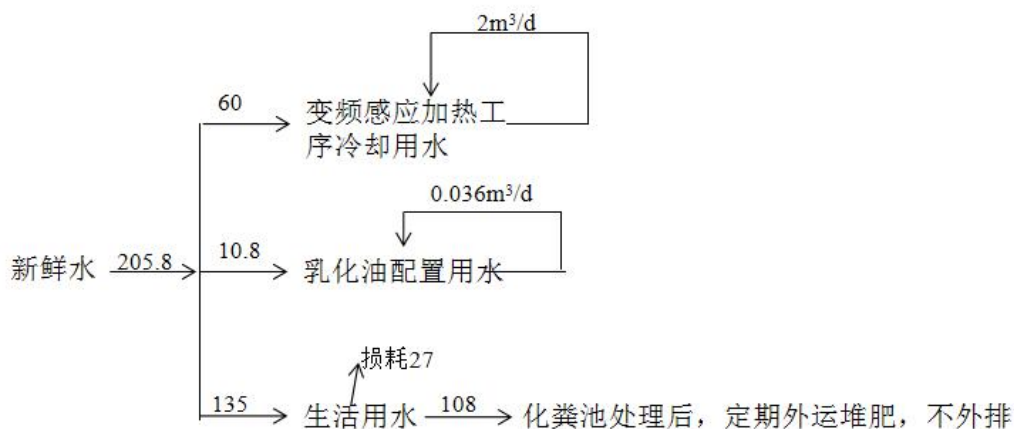 2m³/d
60
变频感应加热工
序冷却用水
0.036m³/d
新鲜水
205.8
10.8
乳化油配置用水
损耗27
135
生活用水
108
化粪池处理后，定期外运堆肥，不外排